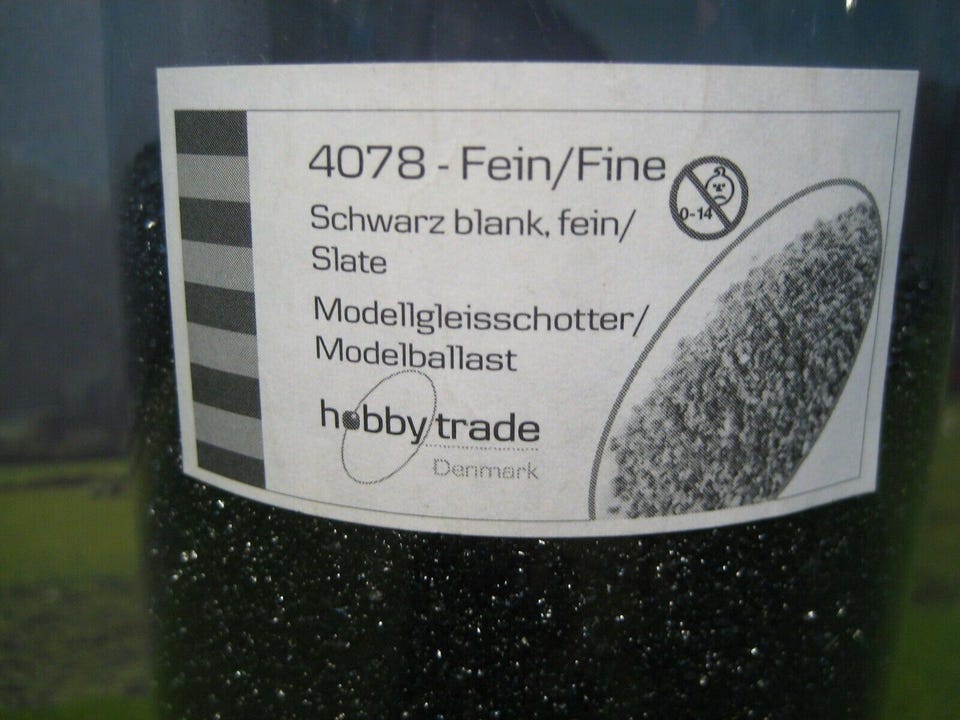 4078 - Fein/Fine
0-14
Schwarz blank, fein/
Slate
Modellgleisschotter/
Modelballast
hobby trade
Denmark